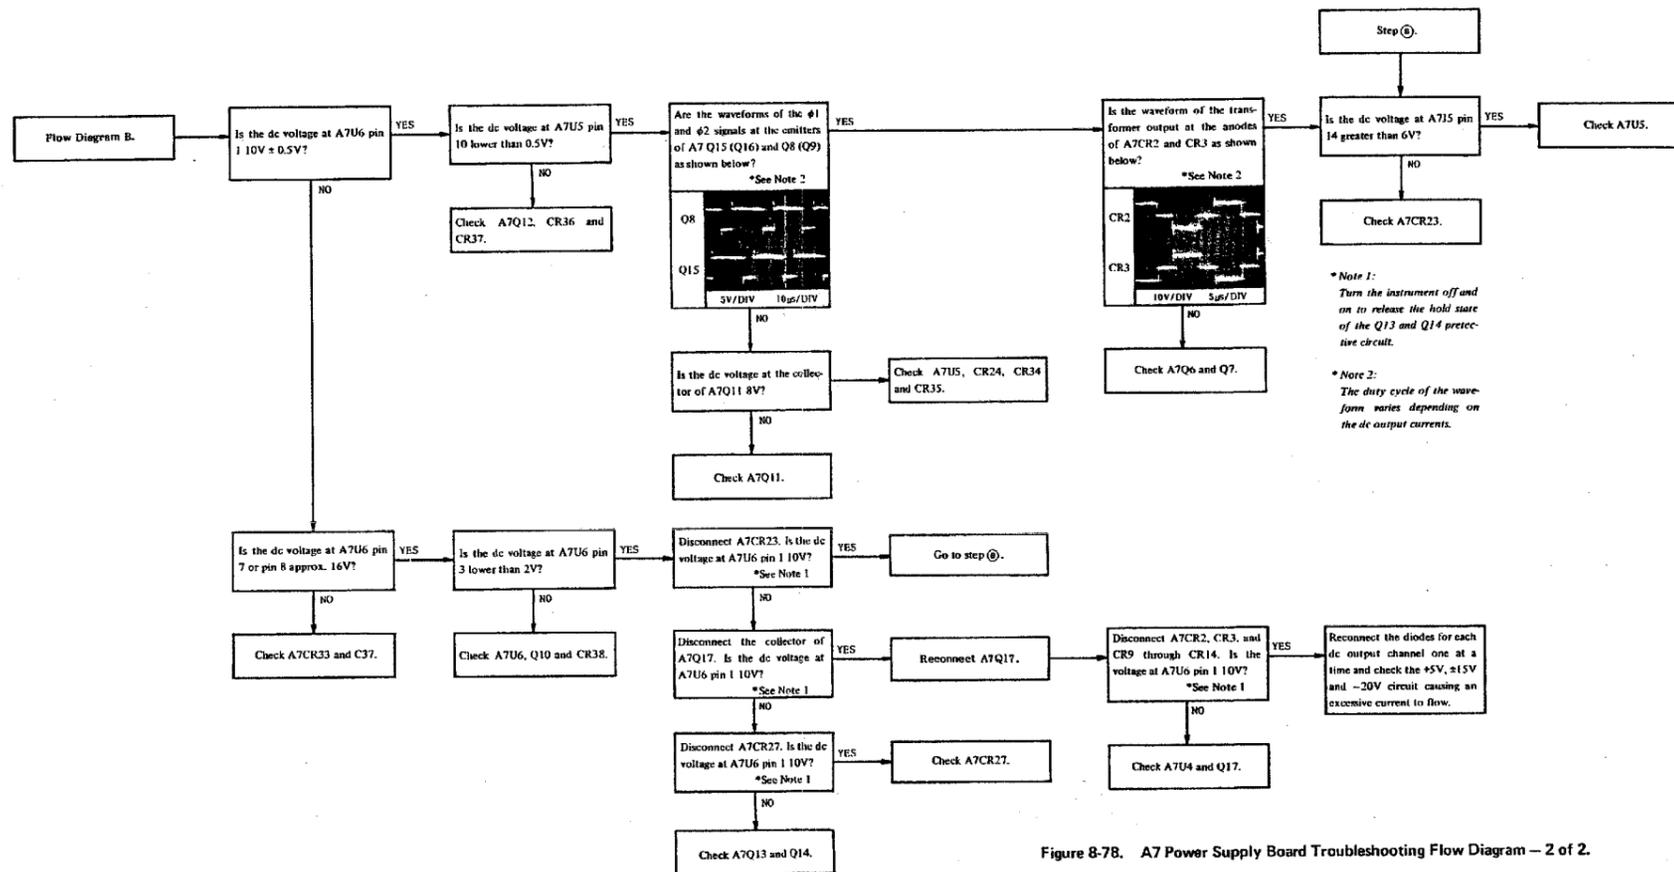 Step Ⓑ.
Flow Diagram B.
Is the dc voltage at A7U6 pin
1 10V ± 0.5V?
YES
NO
Is the dc voltage at A7U5 pin
10 lower than 0.5V?
YES
NO
Check A7Q12, CR36 and
CR37.
Are the waveforms of the ϕ1
and ϕ2 signals at the emitters
of A7 Q15 (Q16) and Q8 (Q9)
as shown below?
*See Note 2
Q8
Q15
5V/DIV 10µs/DIV
YES
NO
Is the dc voltage at the collec-
tor of A7Q11 8V?
NO
Check A7U5, CR24, CR34
and CR35.
Check A7Q11.
Is the waveform of the trans-
former output at the anodes
of A7CR2 and CR3 as shown
below?
*See Note 2
CR2
CR3
10V/DIV 5µs/DIV
YES
NO
Check A7Q6 and Q7.
Is the dc voltage at A7J5 pin
14 greater than 6V?
YES
NO
Check A7U5.
Check A7CR23.
* Note 1:
Turn the instrument off and
on to release the hold state
of the Q13 and Q14 protec-
tive circuit.
* Note 2:
The duty cycle of the wave-
form varies depending on
the dc output currents.
Is the dc voltage at A7U6 pin
7 or pin 8 approx. 16V?
YES
NO
Check A7CR33 and C37.
Is the dc voltage at A7U6 pin
3 lower than 2V?
YES
NO
Check A7U6, Q10 and CR38.
Disconnect A7CR23. Is the dc
voltage at A7U6 pin 1 10V?
*See Note 1
YES
NO
Go to step Ⓑ.
Disconnect the collector of
A7Q17. Is the dc voltage at
A7U6 pin 1 10V?
*See Note 1
YES
NO
Reconnect A7Q17.
Disconnect A7CR2, CR3, and
CR9 through CR14. Is the
voltage at A7U6 pin 1 10V?
*See Note 1
YES
NO
Reconnect the diodes for each
dc output channel one at a
time and check the +5V, ±15V
and −20V circuit causing an
excessive current to flow.
Check A7U4 and Q17.
Disconnect A7CR27. Is the dc
voltage at A7U6 pin 1 10V?
*See Note 1
YES
NO
Check A7CR27.
Check A7Q13 and Q14.
Figure 8-78. A7 Power Supply Board Troubleshooting Flow Diagram — 2 of 2.